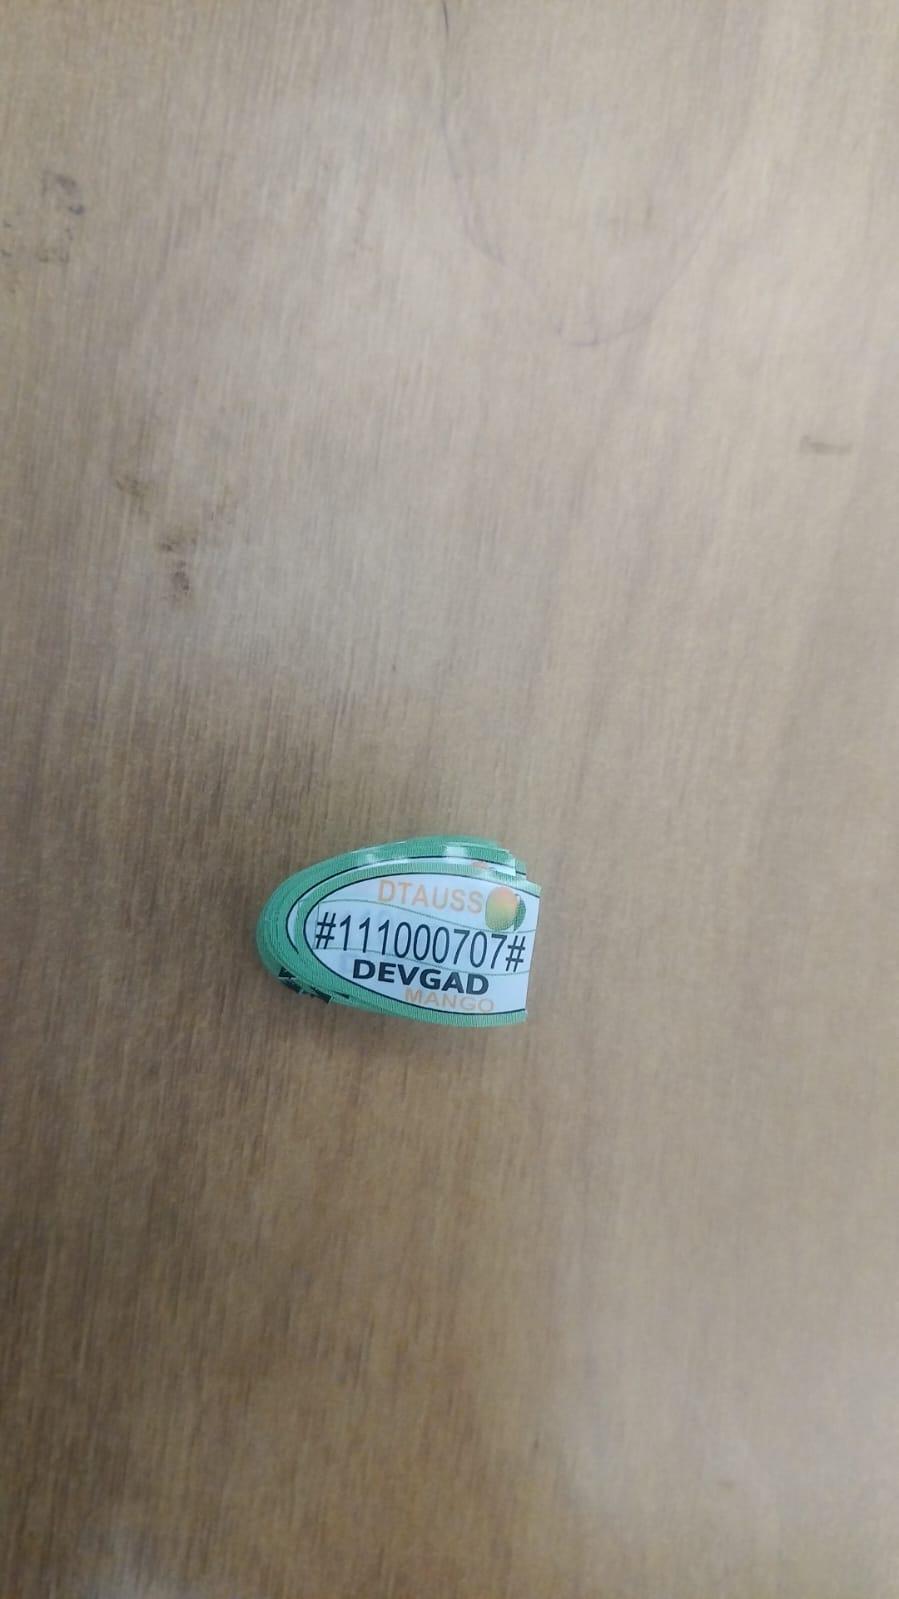 DTAUSS
#111000707#
DEVGAD
MANGO